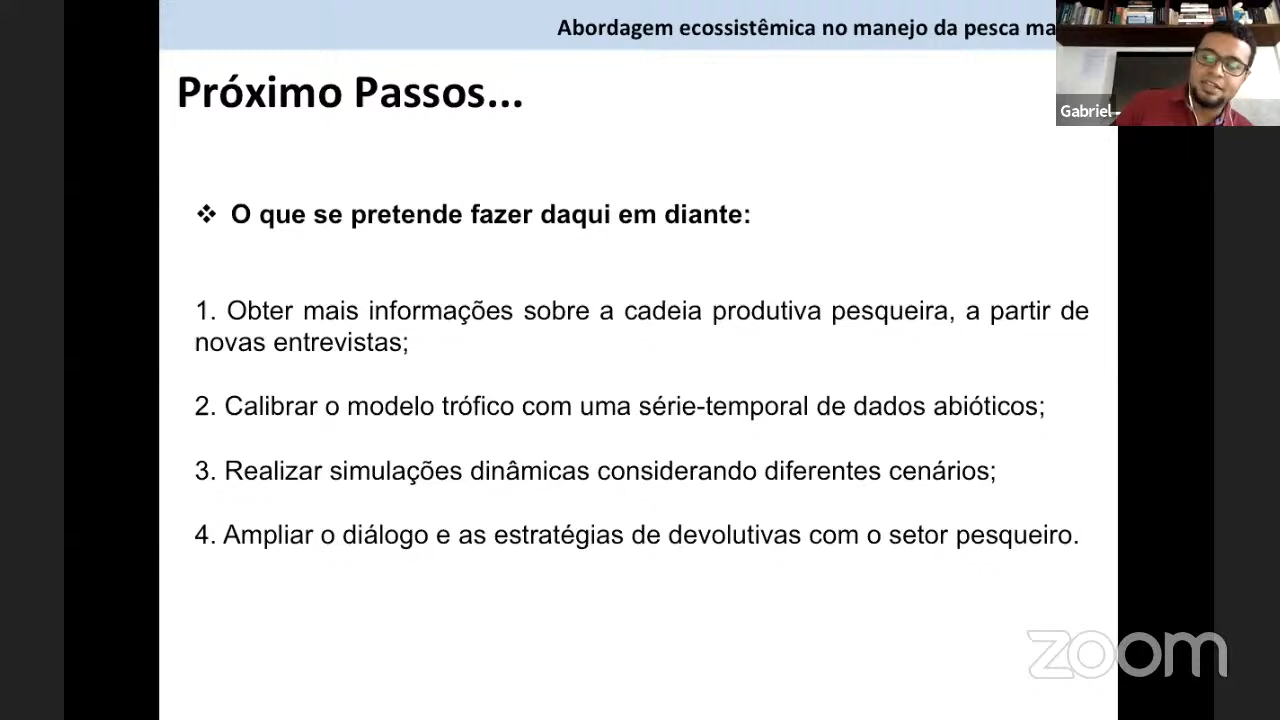 Abordagem ecossistêmica no manejo da pesca
Gabriel
Próximo Passos...
❖ O que se pretende fazer daqui em diante:
1. Obter mais informações sobre a cadeia produtiva pesqueira, a partir de
novas entrevistas;
2. Calibrar o modelo trófico com uma série-temporal de dados abióticos;
3. Realizar simulações dinâmicas considerando diferentes cenários;
4. Ampliar o diálogo e as estratégias de devolutivas com o setor pesqueiro.
zoom